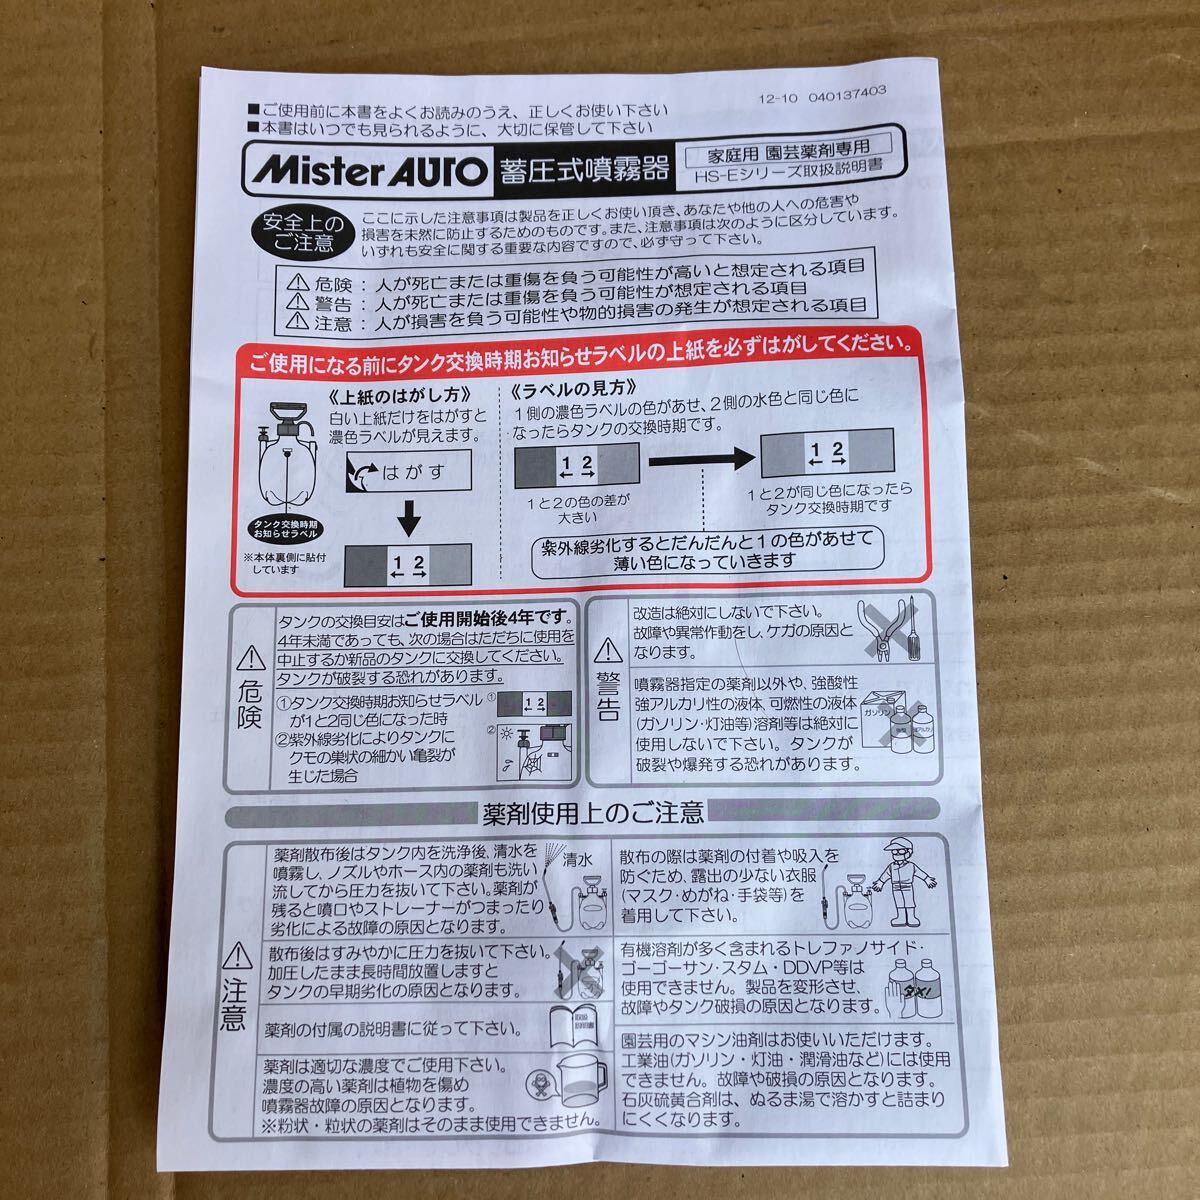 12-10 040137403
■ご使用前に本書をよくお読みのうえ、正しくお使い下さい
■本書はいつでも見られるように、大切に保管して下さい
Mister AUTO 蓄圧式噴霧器
家庭用 園芸薬剤専用
HS-Eシリーズ取扱説明書
安全上の
ご注意
ここに示した注意事項は製品を正しくお使い頂き、あなたや他の人への危害や
損害を未然に防止するためのものです。また、注意事項は次のように区分しています。
いずれも安全に関する重要な内容ですので、必ず守って下さい。
危険：人が死亡または重傷を負う可能性が高いと想定される項目
警告：人が死亡または重傷を負う可能性が想定される項目
注意：人が損害を負う可能性や物的損害の発生が想定される項目
ご使用になる前にタンク交換時期お知らせラベルの上紙を必ずはがしてください。
《上紙のはがし方》
白い上紙だけをはがすと
濃色ラベルが見えます。
はがす
1 2
← →
タンク交換時期
お知らせラベル
※本体裏側に貼付
しています
《ラベルの見方》
1側の濃色ラベルの色があせ、2側の水色と同じ色に
なったらタンクの交換時期です。
1 2
← →
1 2
← →
1と2の色の差が
大きい
1と2が同じ色になったら
タンク交換時期です
紫外線劣化するとだんだんと1の色があせて
薄い色になっていきます
危険
タンクの交換目安はご使用開始後4年です。
4年未満であっても、次の場合はただちに使用を
中止するか新品のタンクに交換してください。
タンクが破裂する恐れがあります。
①タンク交換時期お知らせラベル
が1と2同じ色になった時
②紫外線劣化によりタンクに
クモの巣状の細かい亀裂が
生じた場合
①
1 2
②
警告
改造は絶対にしないで下さい。
故障や異常作動をし、ケガの原因と
なります。
噴霧器指定の薬剤以外や、強酸性
強アルカリ性の液体、可燃性の液体
(ガソリン・灯油等)溶剤等は絶対に
使用しないで下さい。タンクが
破裂や爆発する恐れがあります。
ガソリン
薬剤使用上のご注意
注意
薬剤散布後はタンク内を洗浄後、清水を
噴霧し、ノズルやホース内の薬剤も洗い
流してから圧力を抜いて下さい。薬剤が
残ると噴口やストレーナーがつまったり
劣化による故障の原因となります。
清水
散布後はすみやかに圧力を抜いて下さい。
加圧したまま長時間放置しますと
タンクの早期劣化の原因となります。
薬剤の付属の説明書に従って下さい。
取扱
説明書
薬剤は適切な濃度でご使用下さい。
濃度の高い薬剤は植物を傷め
噴霧器故障の原因となります。
※粉状・粒状の薬剤はそのまま使用できません。
散布の際は薬剤の付着や吸入を
防ぐため、露出の少ない衣服
(マスク・めがね・手袋等)を
着用して下さい。
有機溶剤が多く含まれるトレファノサイド・
ゴーゴーサン・スタム・DDVP等は
使用できません。製品を変形させ、
故障やタンク破損の原因となります。
園芸用のマシン油剤はお使いいただけます。
工業油(ガソリン・灯油・潤滑油など)には使用
できません。故障や破損の原因となります。
石灰硫黄合剤は、ぬるま湯で溶かすと詰まり
にくくなります。